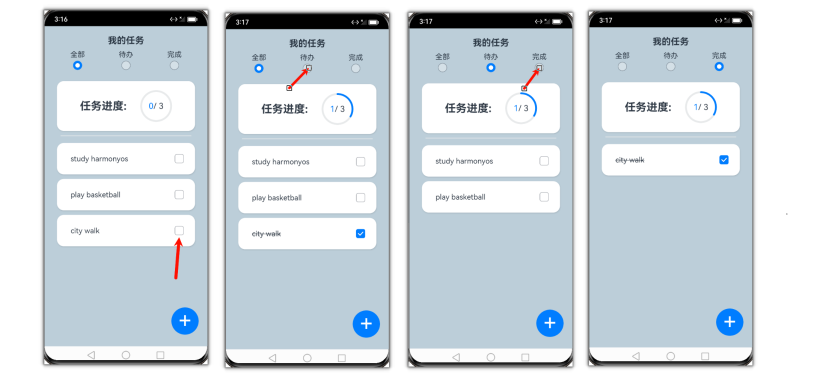 3:16
我的任务
全部 待办 完成
任务进度: 0/ 3
study harmonyos
play basketball
city walk
3:17
我的任务
全部 待办 完成
任务进度: 1/ 3
study harmonyos
play basketball
city walk
3:17
我的任务
全部 待办 完成
任务进度: 1/ 3
study harmonyos
play basketball
3:17
我的任务
全部 待办 完成
任务进度: 1/ 3
city walk